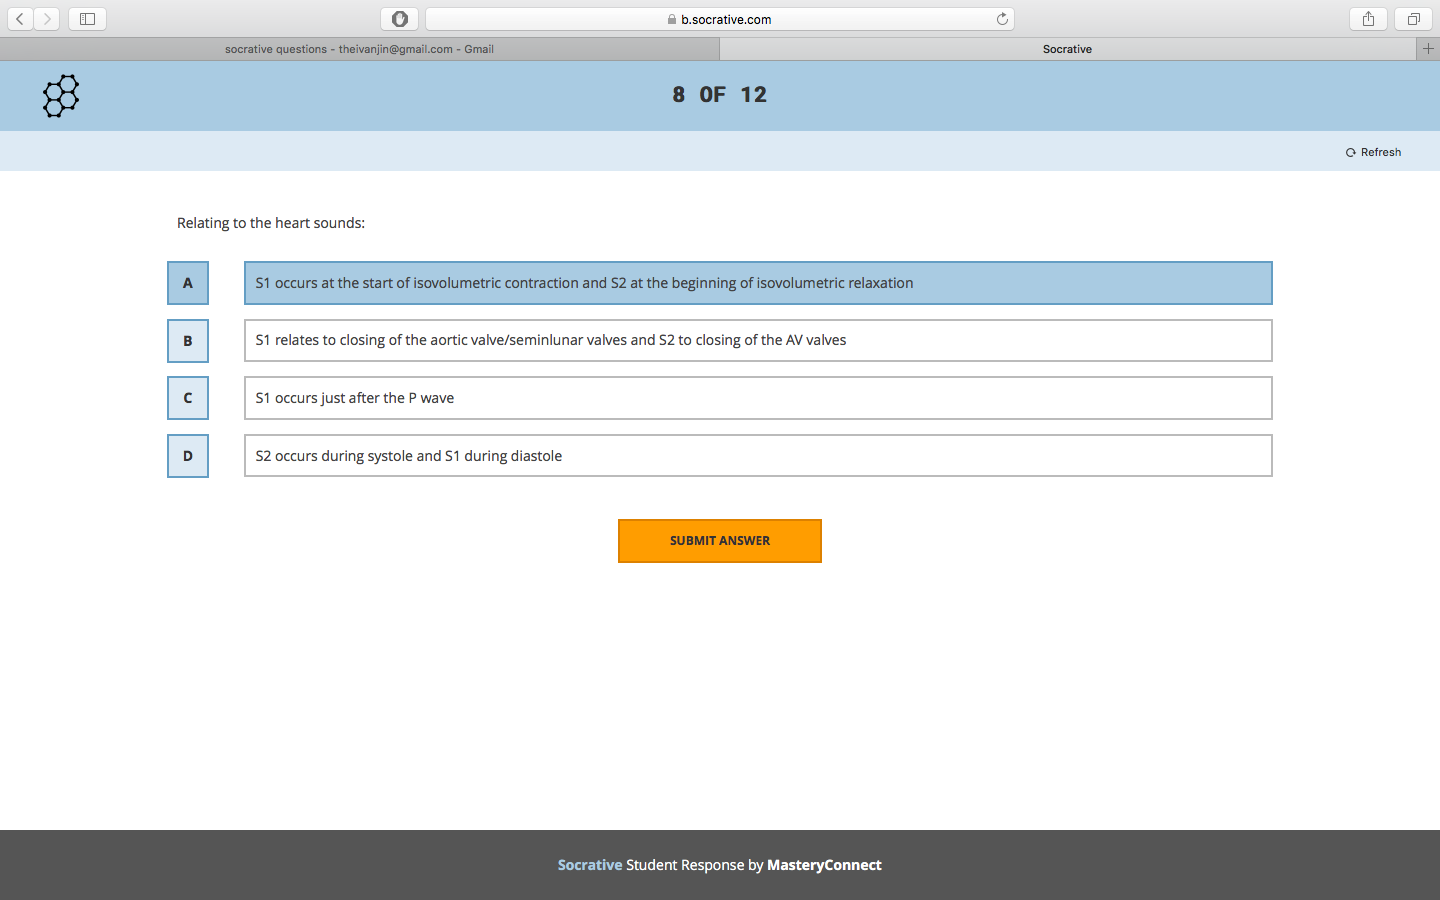 b.socrative.com
socrative questions - theivanjin@gmail.com - Gmail
Socrative
8 OF 12
Refresh
Relating to the heart sounds:
A
S1 occurs at the start of isovolumetric contraction and S2 at the beginning of isovolumetric relaxation
B
S1 relates to closing of the aortic valve/seminlunar valves and S2 to closing of the AV valves
C
S1 occurs just after the P wave
D
S2 occurs during systole and S1 during diastole
SUBMIT ANSWER
Socrative Student Response by MasteryConnect